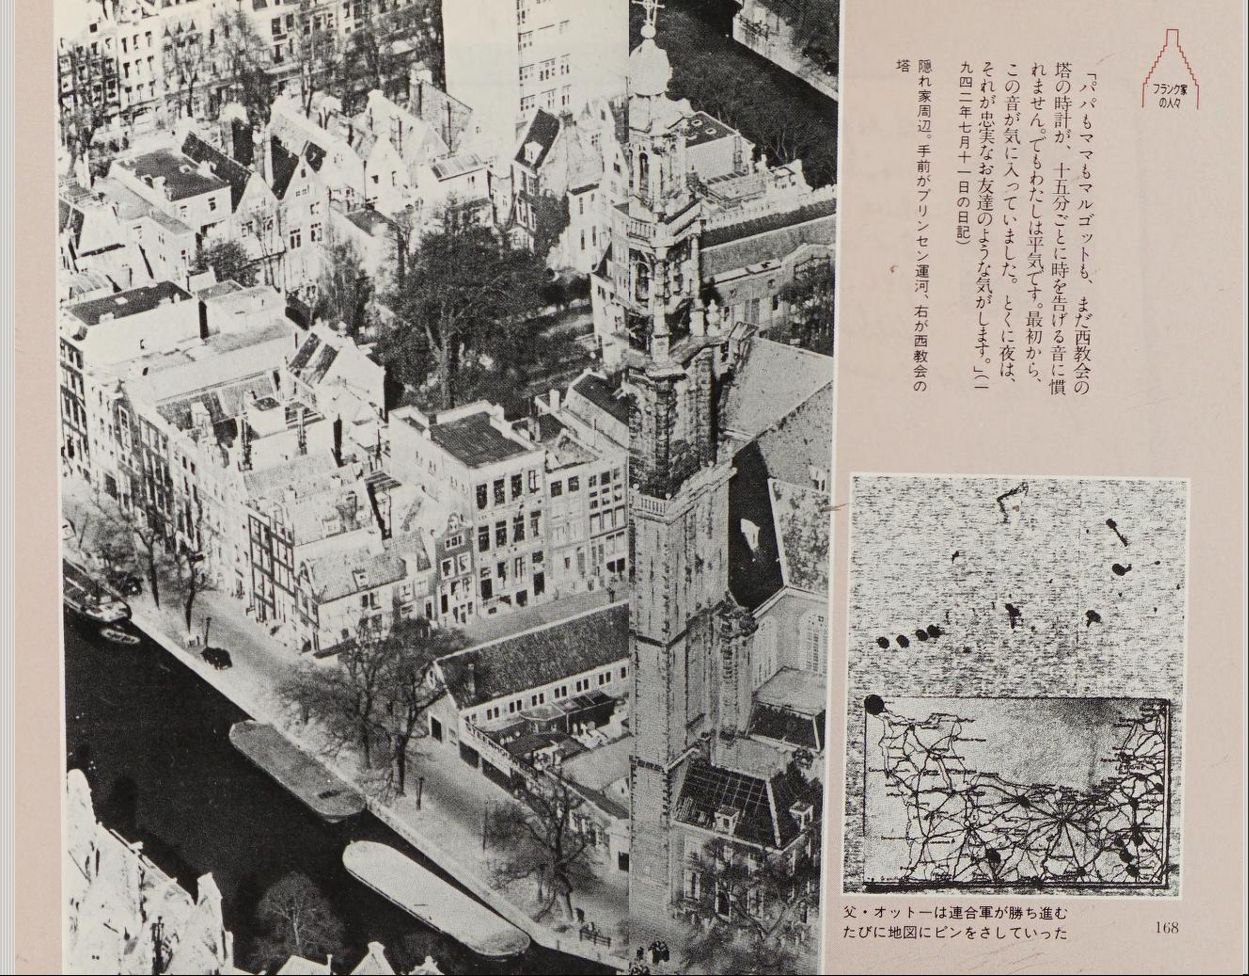 フランク家
の人々
「パパもママもマルゴットも、まだ西教会の
塔の時計が、十五分ごとに時を告げる音に慣
れません。でもわたしは平気です。最初から、
この音が気に入っていました。とくに夜は、
それが忠実なお友達のような気がします。」（一
九四二年七月十一日の日記）
隠れ家周辺。手前がプリンセン運河、右が西教会の
塔
父・オットーは連合軍が勝ち進む
たびに地図にピンをさしていった
168